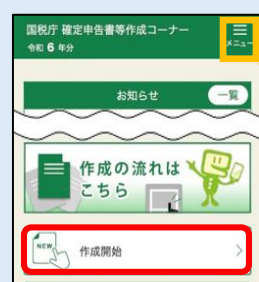 国税庁 確定申告書等作成コーナー
令和 6 年分
メニュー
お知らせ
一覧
作成の流れは
こちら
NEW
作成開始